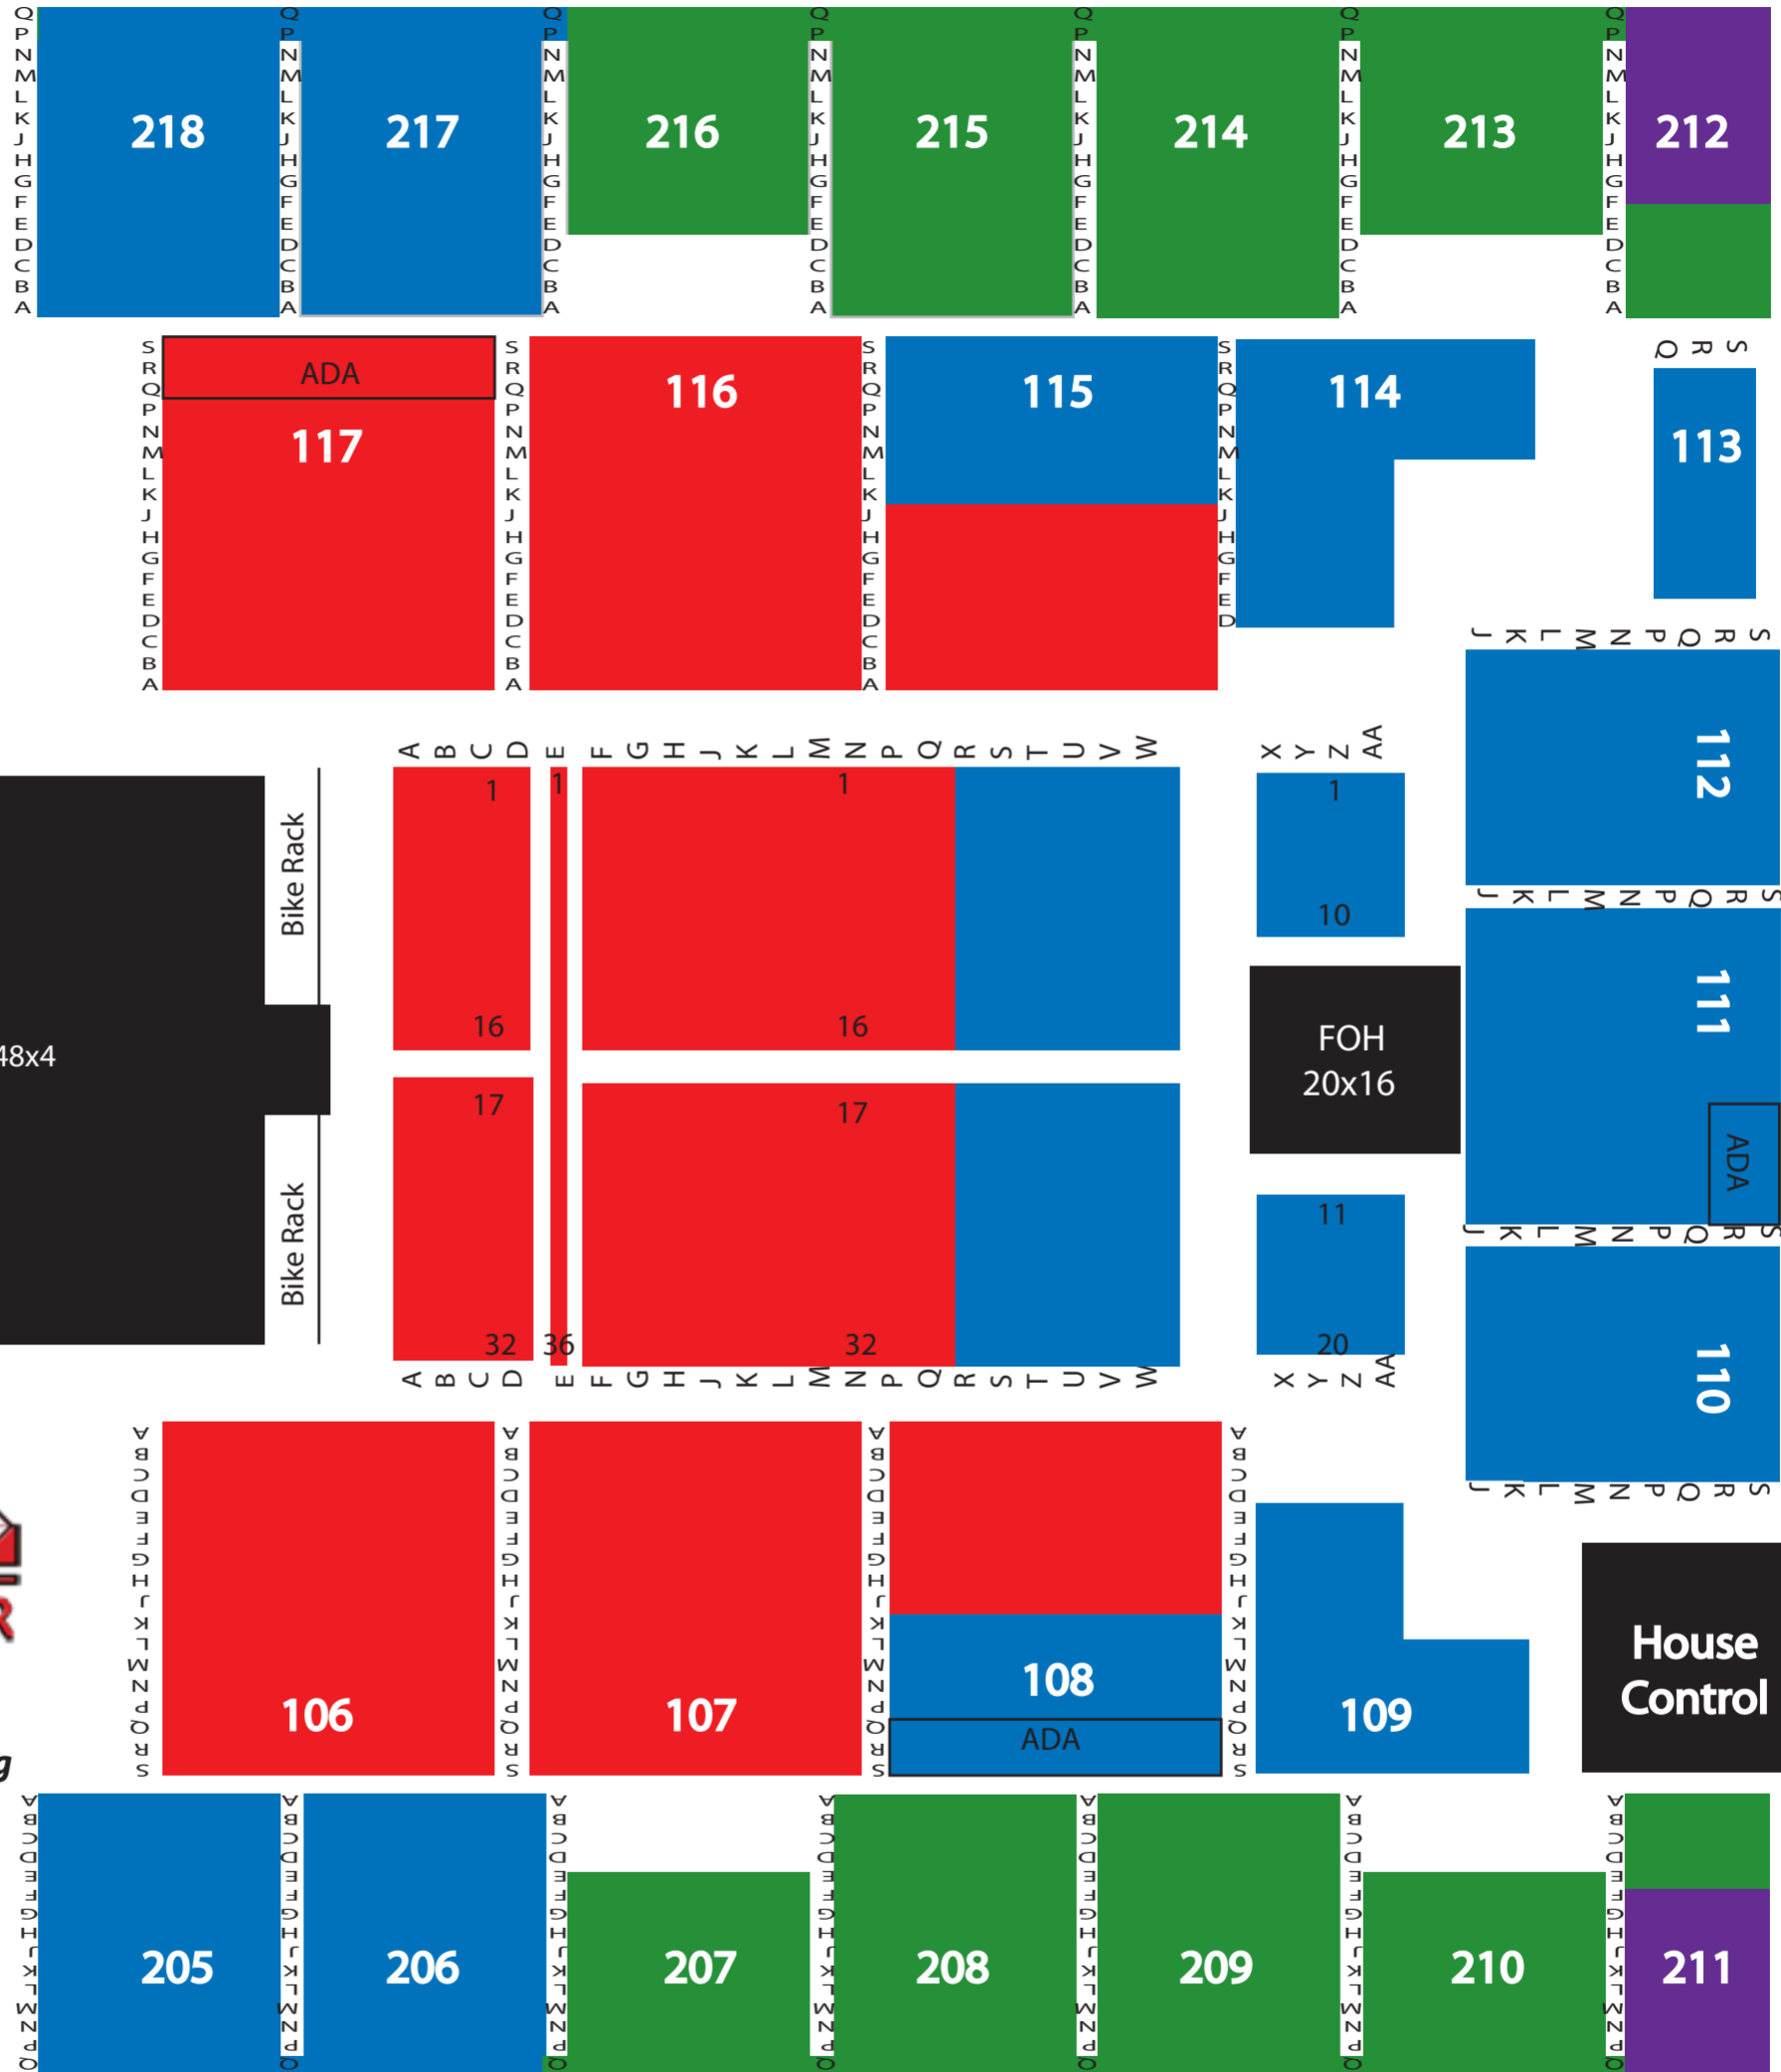 Q P N M L K J H G F E D C B A
218
Q P N M L K J H G F E D C B A
217
Q P N M L K J H G F E D C B A
216
Q P N M L K J H G F E D C B A
215
Q P N M L K J H G F E D C B A
214
Q P N M L K J H G F E D C B A
213
Q P N M L K J H G F E D C B A
212
S R Q P N M L K J H G F E D C B A
ADA
117
S R Q P N M L K J H G F E D C B A
116
S R Q P N M L K J H G F E D C B A
115
S R Q P N M L K J H G F E D
114
Q R S
113
J K L M N P Q R S
112
J K L M N P Q R S
111
ADA
J K L M N P Q R S
110
J K L M N P Q R S
A B C D E F G H J K L M N P Q R S T U V W X Y Z AA
1 1 1 1
10
16 16
17 17
11
32 36 32 20
A B C D E F G H J K L M N P Q R S T U V W X Y Z AA
Bike Rack
Bike Rack
48x4
FOH
20x16
A B C D E F G H J K L M N P Q R S
106
A B C D E F G H J K L M N P Q R S
107
A B C D E F G H J K L M N P Q R S
108
ADA
A B C D E F G H J K L M N P Q R S
109
House
Control
R
g
A B C D E F G H J K L M N P Q
205
A B C D E F G H J K L M N P Q
206
A B C D E F G H J K L M N P Q
207
A B C D E F G H J K L M N P Q
208
A B C D E F G H J K L M N P Q
209
A B C D E F G H J K L M N P Q
210
A B C D E F G H J K L M N P Q
211